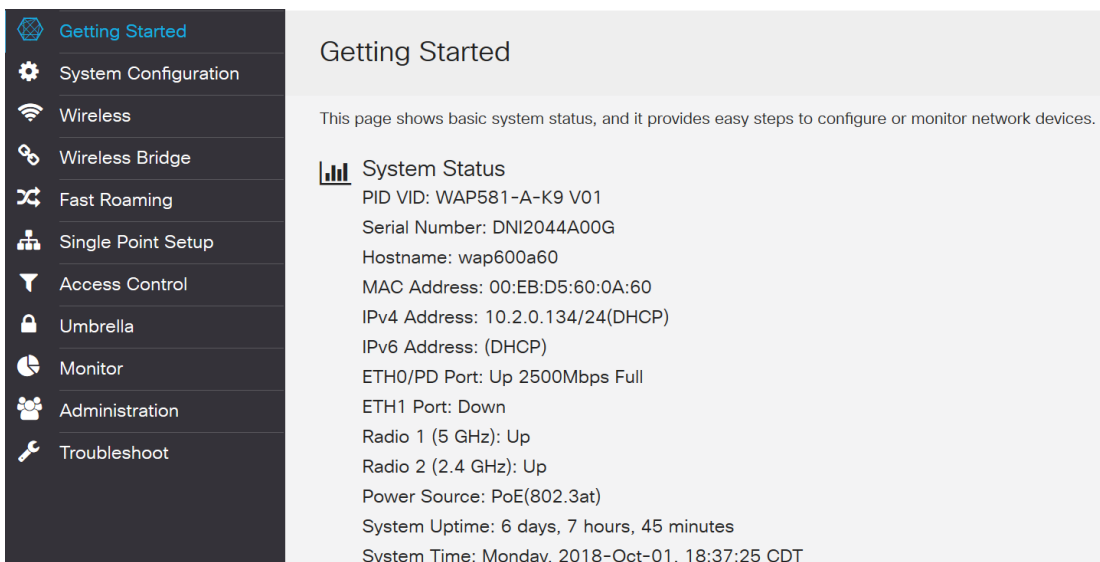 Getting Started
System Configuration
Wireless
Wireless Bridge
Fast Roaming
Single Point Setup
Access Control
Umbrella
Monitor
Administration
Troubleshoot
Getting Started
This page shows basic system status, and it provides easy steps to configure or monitor network devices.
System Status
PID VID: WAP581-A-K9 V01
Serial Number: DNI2044A00G
Hostname: wap600a60
MAC Address: 00:EB:D5:60:0A:60
IPv4 Address: 10.2.0.134/24(DHCP)
IPv6 Address: (DHCP)
ETH0/PD Port: Up 2500Mbps Full
ETH1 Port: Down
Radio 1 (5 GHz): Up
Radio 2 (2.4 GHz): Up
Power Source: PoE(802.3at)
System Uptime: 6 days, 7 hours, 45 minutes
System Time: Monday, 2018-Oct-01, 18:37:25 CDT